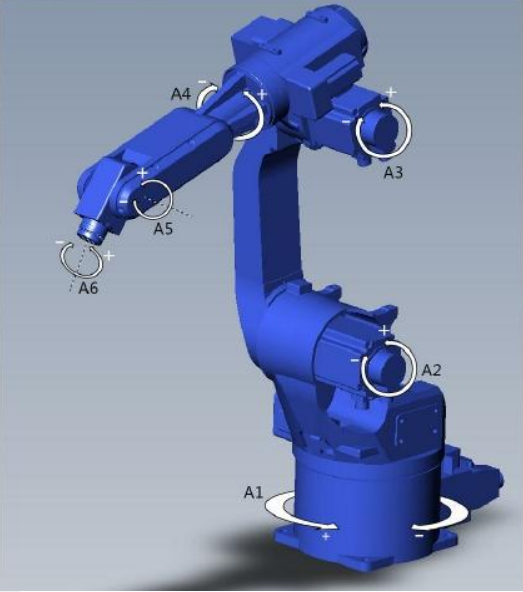 A4
- +
- +
A3
+
A5
- +
A6
+
-
A2
A1
+ -